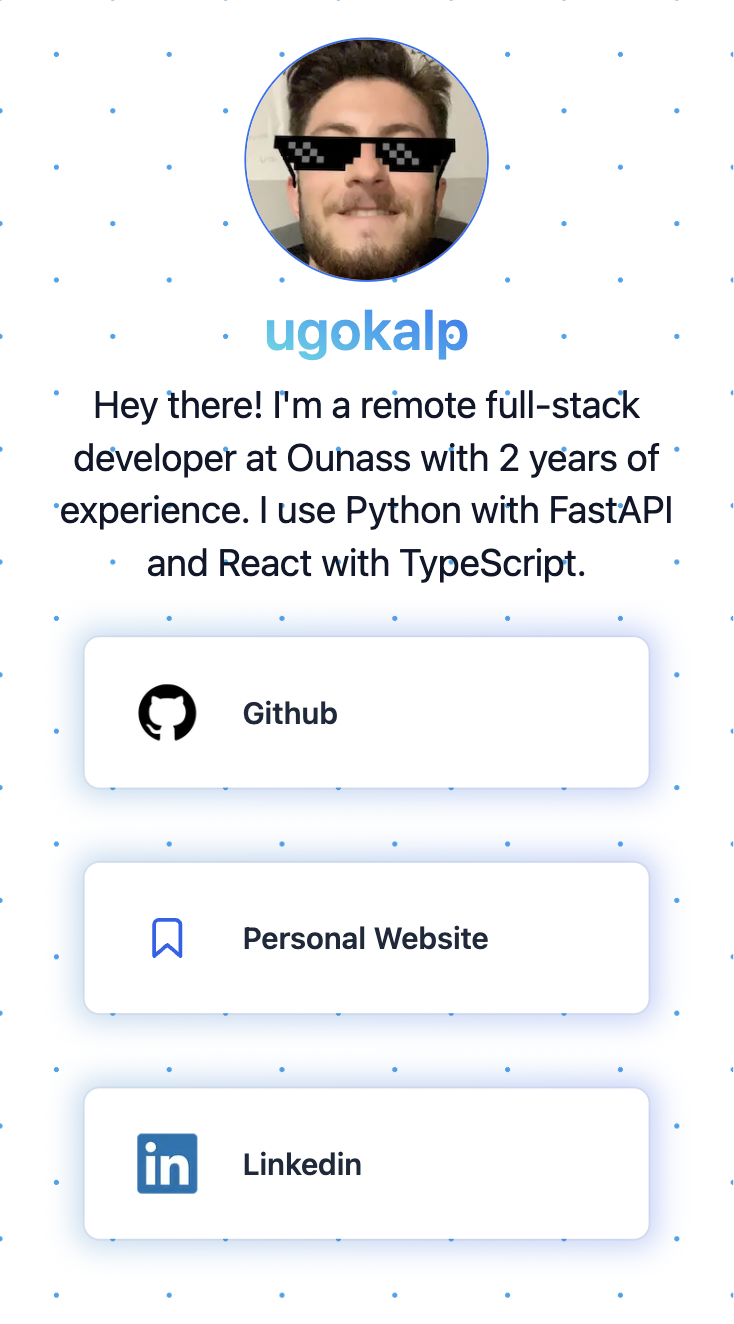 ugokalp
Hey there! I'm a remote full-stack
developer at Ounass with 2 years of
experience. I use Python with FastAPI
and React with TypeScript.
Github
Personal Website
in
Linkedin